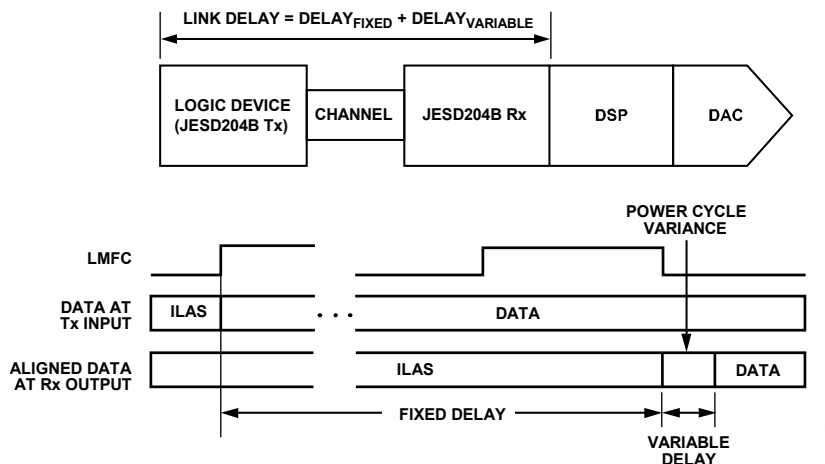 LINK DELAY = DELAYFIXED + DELAYVARIABLE
LOGIC DEVICE
(JESD204B Tx)
CHANNEL
JESD204B Rx
DSP
DAC
POWER CYCLE
VARIANCE
LMFC
DATA AT
Tx INPUT
ILAS
. . .
DATA
ALIGNED DATA
AT Rx OUTPUT
ILAS
DATA
FIXED DELAY
VARIABLE
DELAY